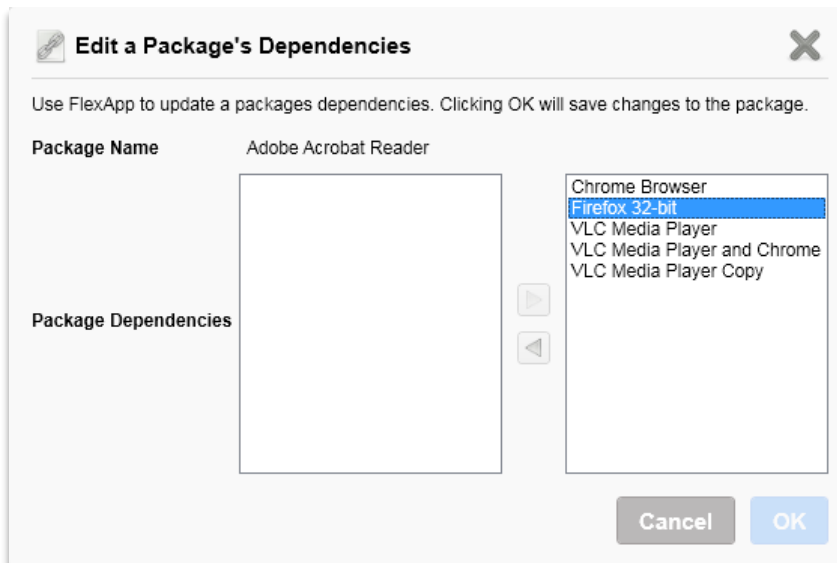 Edit a Package's Dependencies
Use FlexApp to update a packages dependencies. Clicking OK will save changes to the package.
Package Name Adobe Acrobat Reader
Chrome Browser
Firefox 32-bit
VLC Media Player
VLC Media Player and Chrome
VLC Media Player Copy
Package Dependencies
Cancel OK